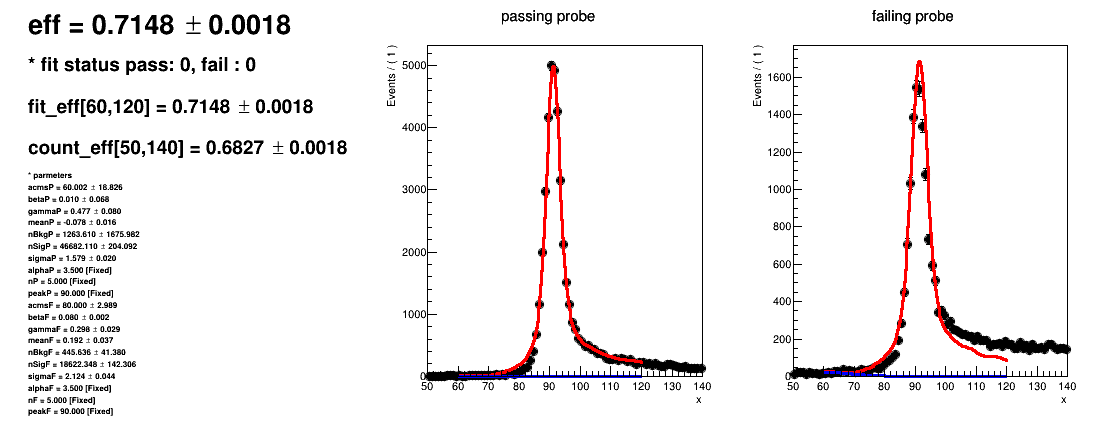 eff = 0.7148 ± 0.0018
* fit status pass: 0, fail : 0
fit_eff[60,120] = 0.7148 ± 0.0018
count_eff[50,140] = 0.6827 ± 0.0018
* parmeters
acmsP = 60.002 ± 16.826
betaP = 0.010 ± 0.068
gammaP = 0.477 ± 0.080
meanP = -0.078 ± 0.016
nBkgP = 1263.610 ± 1675.982
nSigP = 46682.110 ± 204.092
sigmaP = 1.579 ± 0.020
alphaP = 3.500 [Fixed]
nP = 5.000 [Fixed]
peakP = 90.000 [Fixed]
acmsF = 80.000 ± 2.989
betaF = 0.080 ± 0.002
gammaF = 0.298 ± 0.029
meanF = 0.192 ± 0.037
nBkgF = 445.636 ± 41.380
nSigF = 18622.348 ± 142.306
sigmaF = 2.124 ± 0.044
alphaF = 3.500 [Fixed]
nF = 5.000 [Fixed]
peakF = 90.000 [Fixed]
passing probe
Events / ( 1 )
5000
4000
3000
2000
1000
0
50 60 70 80 90 100 110 120 130 140
x
failing probe
Events / ( 1 )
1600
1400
1200
1000
800
600
400
200
0
50 60 70 80 90 100 110 120 130 140
x